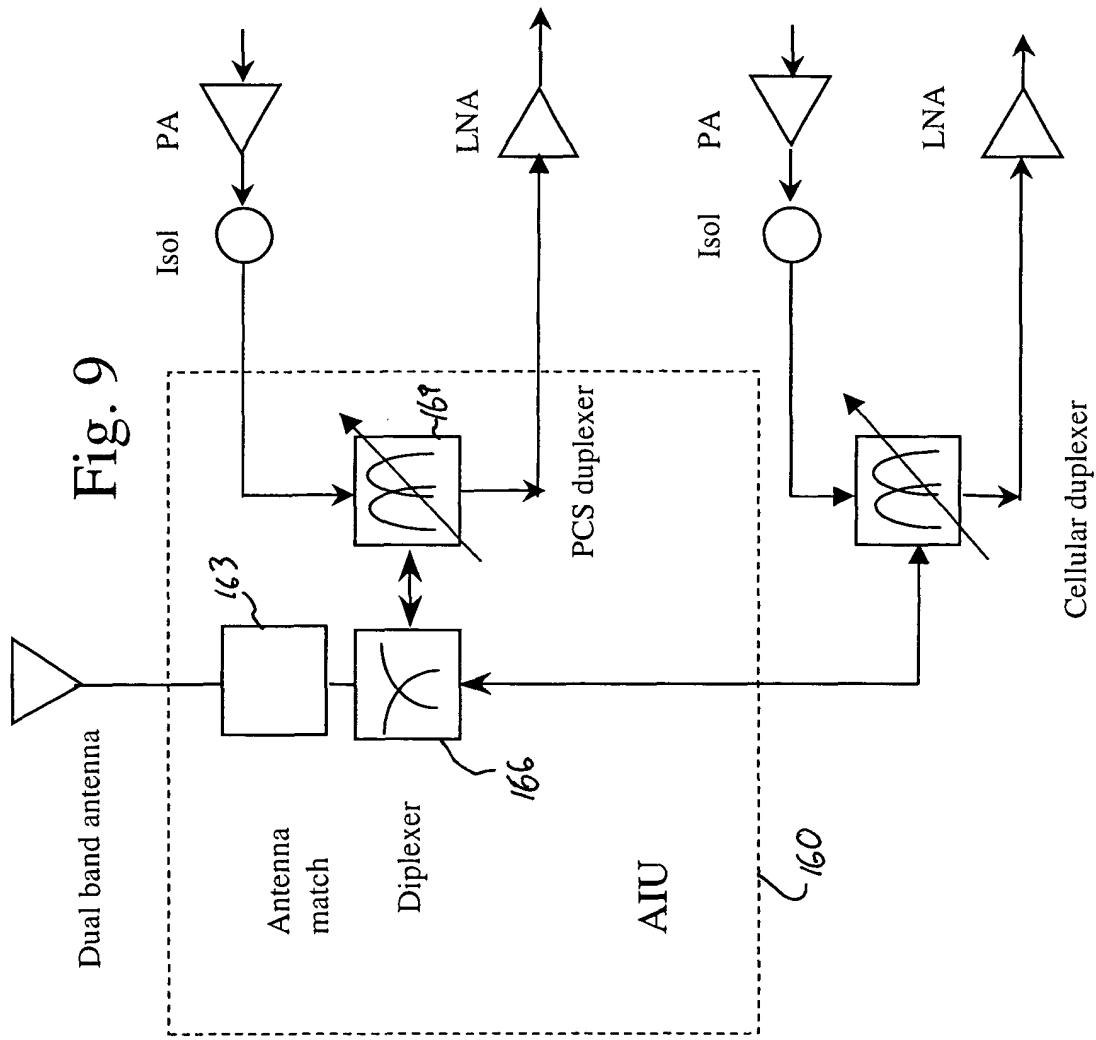 Fig. 9
Dual band antenna
Antenna
match
163
Diplexer
166
AIU
160
169
PCS duplexer
Isol
PA
LNA
Cellular duplexer
Isol
PA
LNA